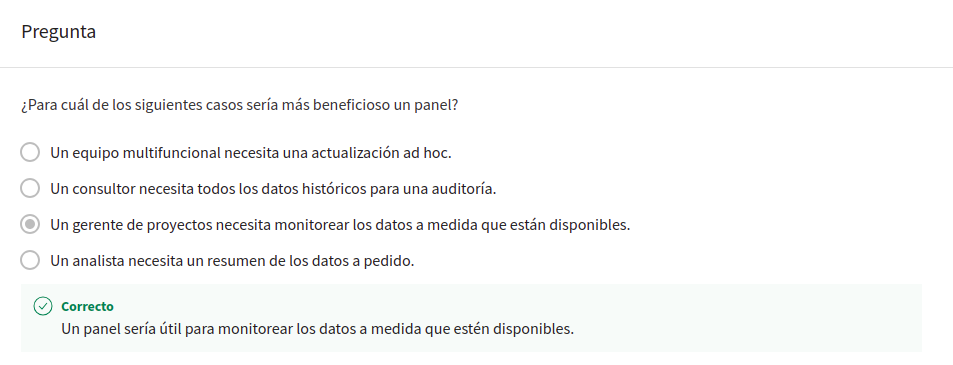 Pregunta
¿Para cuál de los siguientes casos sería más beneficioso un panel?
Un equipo multifuncional necesita una actualización ad hoc.
Un consultor necesita todos los datos históricos para una auditoría.
Un gerente de proyectos necesita monitorear los datos a medida que están disponibles.
Un analista necesita un resumen de los datos a pedido.
Correcto
Un panel sería útil para monitorear los datos a medida que estén disponibles.